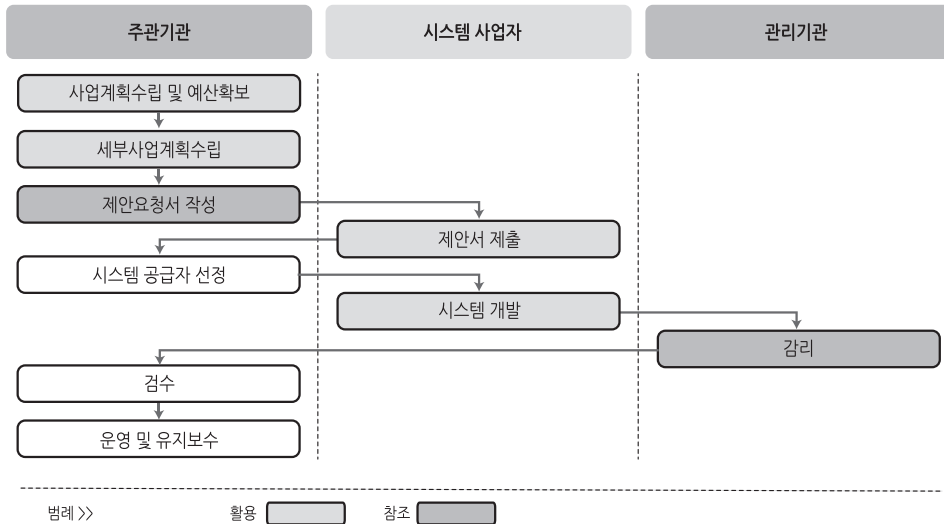 주관기관
시스템 사업자
관리기관
사업계획수립 및 예산확보
세부사업계획수립
제안요청서 작성
제안서 제출
시스템 공급자 선정
시스템 개발
감리
검수
운영 및 유지보수
범례 >> 활용 참조